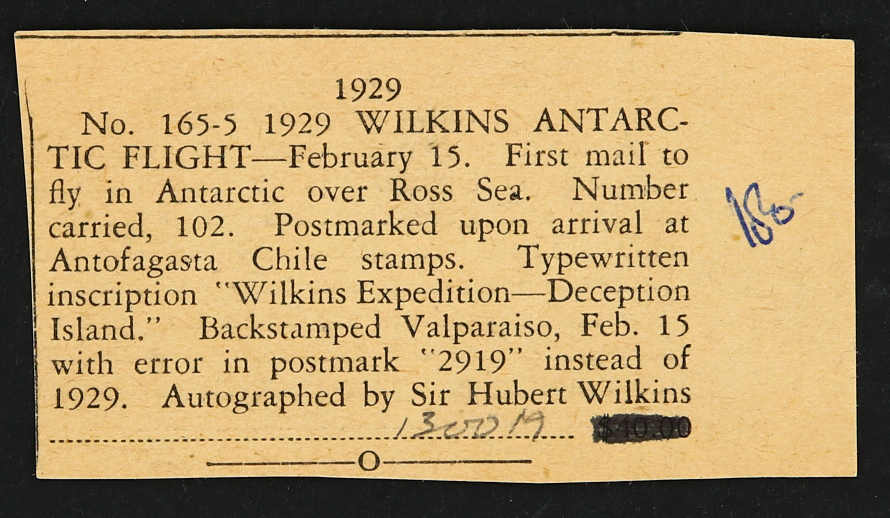 1929
No. 165-5 1929 WILKINS ANTARC-
TIC FLIGHT—February 15. First mail to
fly in Antarctic over Ross Sea. Number
carried, 102. Postmarked upon arrival at
Antofagasta Chile stamps. Typewritten
inscription "Wilkins Expedition—Deception
Island." Backstamped Valparaiso, Feb. 15
with error in postmark "2919" instead of
1929. Autographed by Sir Hubert Wilkins
$40.00
O